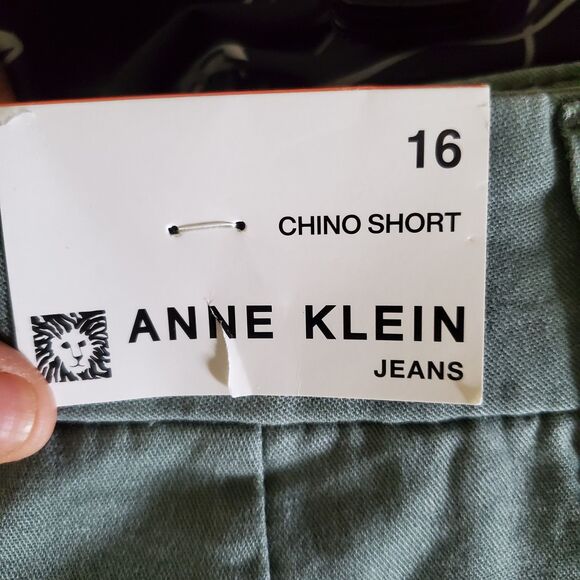 16
CHINO SHORT
ANNE KLEIN
JEANS